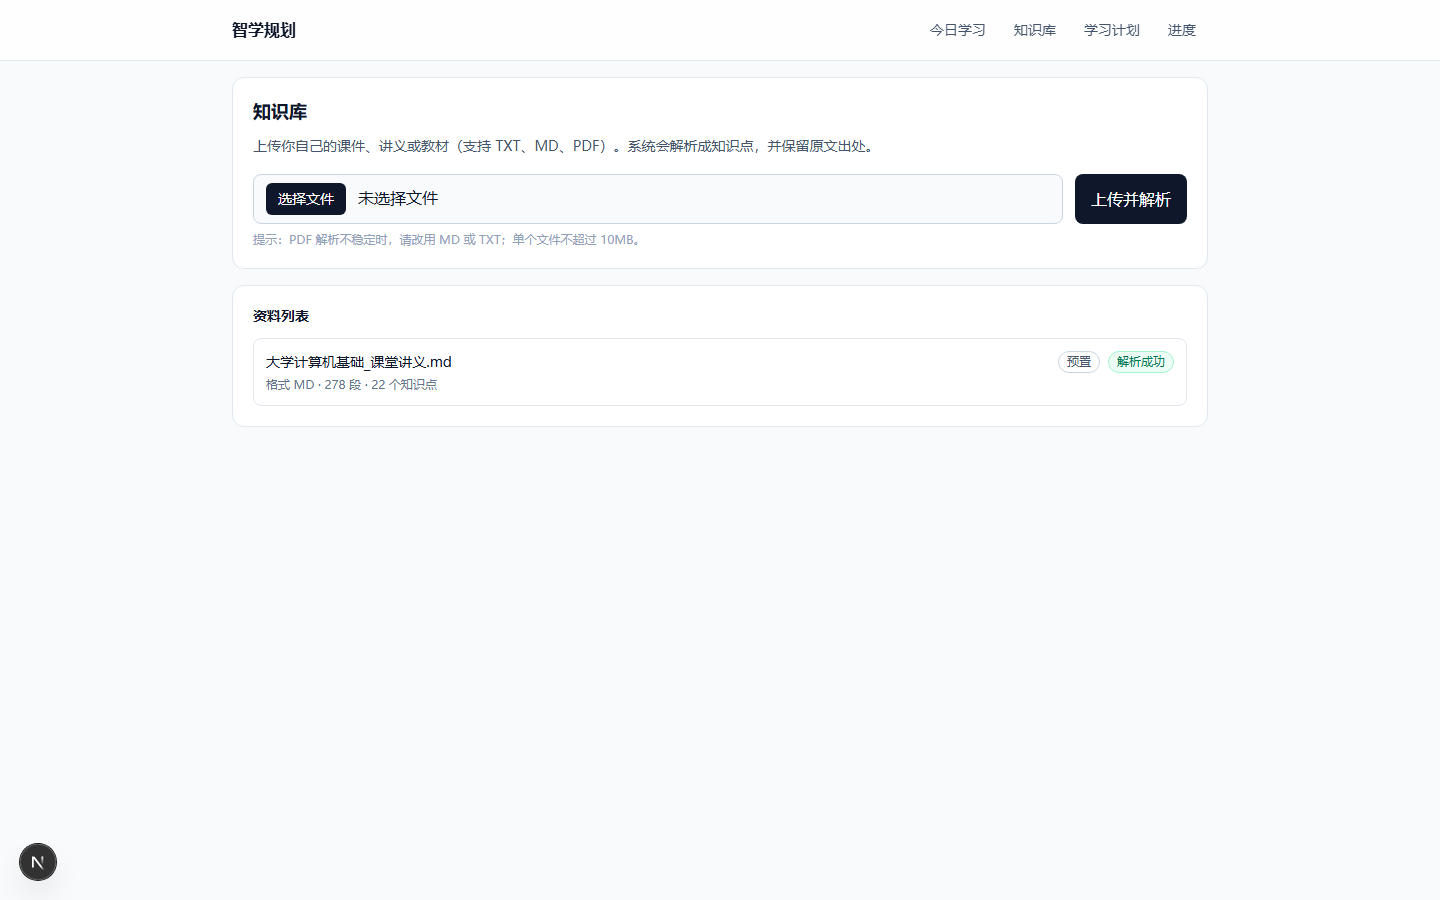 智学规划
今日学习 知识库 学习计划 进度
知识库
上传你自己的课件、讲义或教材（支持 TXT、MD、PDF）。系统会解析成知识点，并保留原文出处。
选择文件 未选择文件 上传并解析
提示：PDF 解析不稳定时，请改用 MD 或 TXT；单个文件不超过 10MB。
资料列表
大学计算机基础_课堂讲义.md 预置 解析成功
格式 MD · 278 段 · 22 个知识点
N